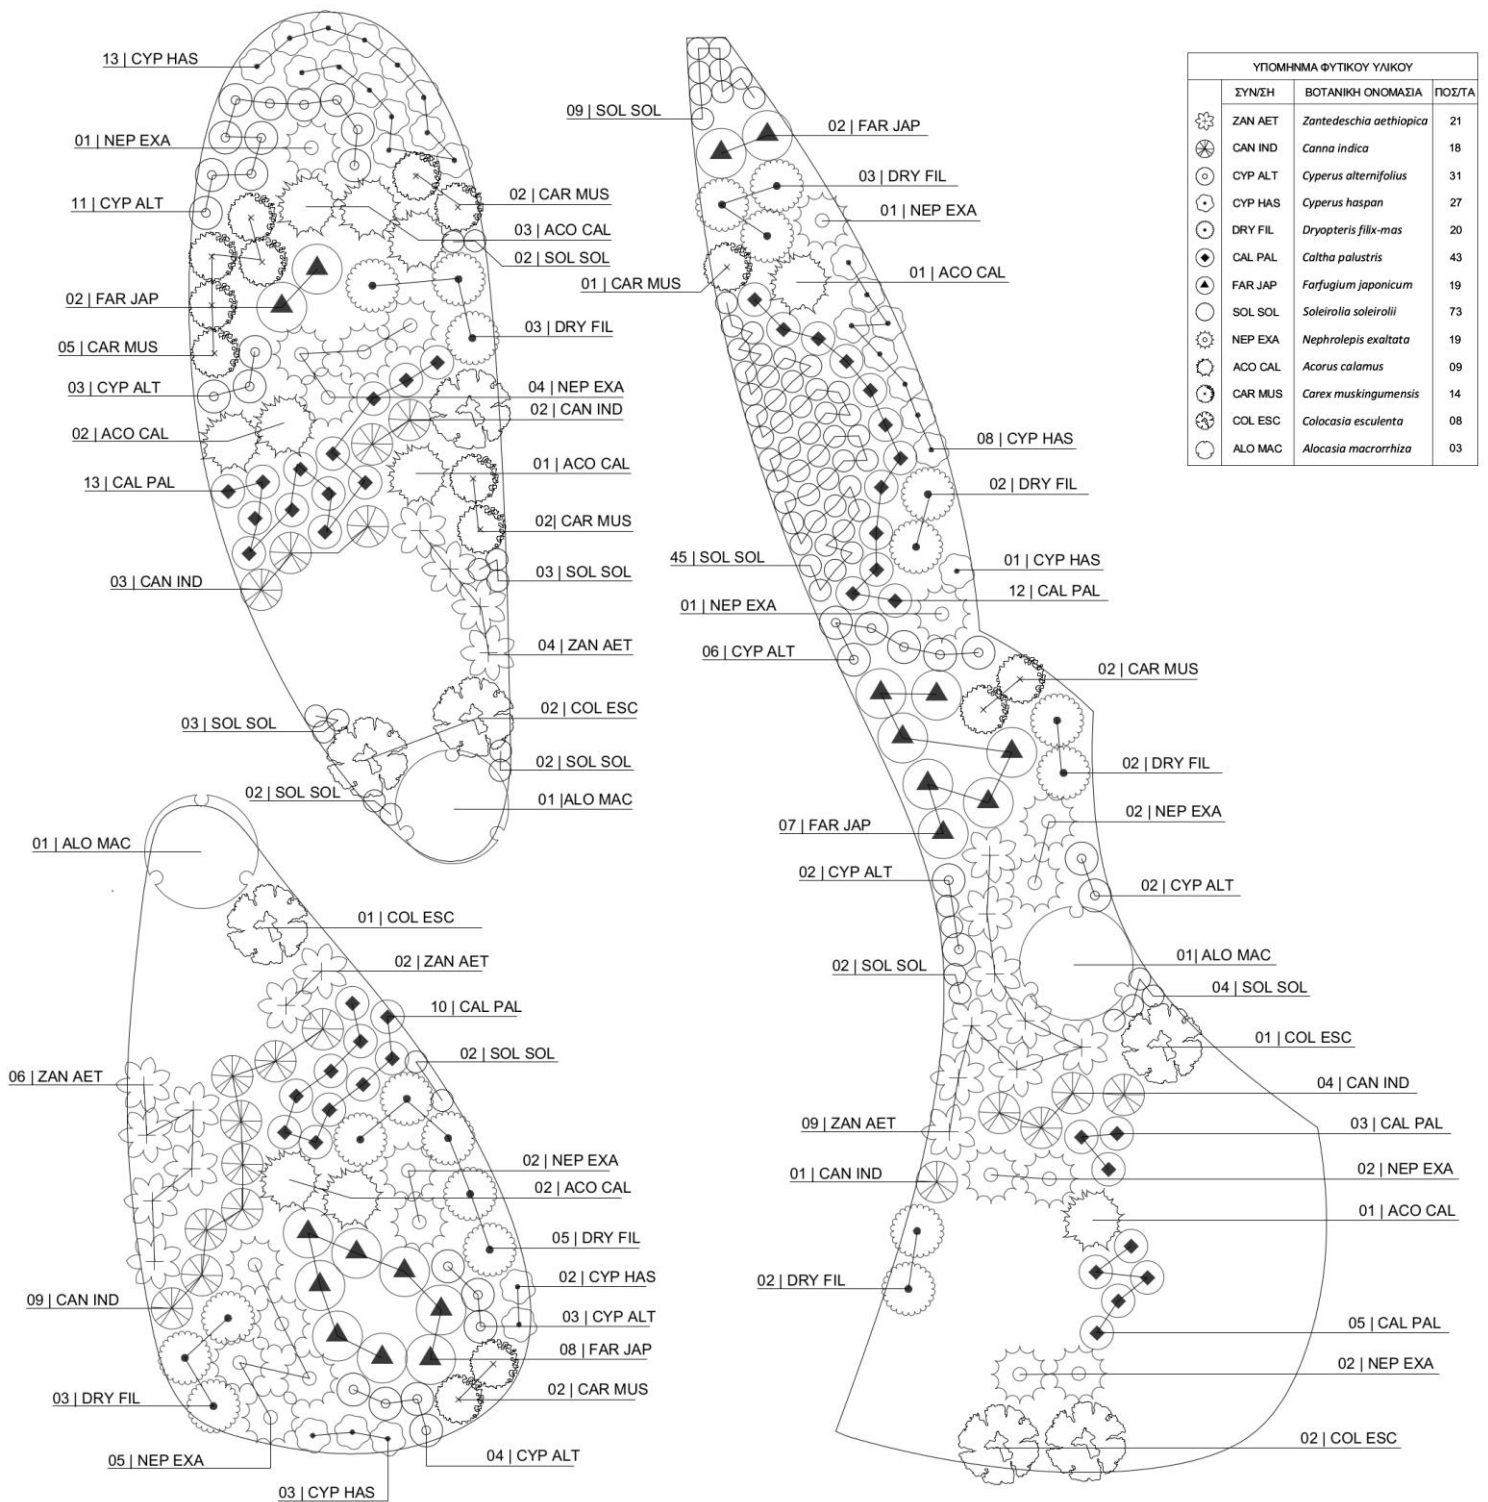 13 | CYP HAS
01 | NEP EXA
11 | CYP ALT
02 | FAR JAP
05 | CAR MUS
03 | CYP ALT
02 | ACO CAL
13 | CAL PAL
03 | CAN IND
03 | SOL SOL
02 | SOL SOL
02 | CAR MUS
03 | ACO CAL
02 | SOL SOL
03 | DRY FIL
04 | NEP EXA
02 | CAN IND
01 | ACO CAL
02| CAR MUS
03 | SOL SOL
04 | ZAN AET
02 | COL ESC
02 | SOL SOL
01 |ALO MAC
01 | ALO MAC
06 | ZAN AET
09 | CAN IND
03 | DRY FIL
05 | NEP EXA
01 | COL ESC
02 | ZAN AET
10 | CAL PAL
02 | SOL SOL
02 | NEP EXA
02 | ACO CAL
05 | DRY FIL
02 | CYP HAS
03 | CYP ALT
08 | FAR JAP
02 | CAR MUS
04 | CYP ALT
03 | CYP HAS
09 | SOL SOL
01 | CAR MUS
45 | SOL SOL
01 | NEP EXA
06 | CYP ALT
07 | FAR JAP
02 | CYP ALT
02 | SOL SOL
09 | ZAN AET
01 | CAN IND
02 | DRY FIL
02 | FAR JAP
03 | DRY FIL
01 | NEP EXA
01 | ACO CAL
08 | CYP HAS
02 | DRY FIL
01 | CYP HAS
12 | CAL PAL
02 | CAR MUS
02 | DRY FIL
02 | NEP EXA
02 | CYP ALT
01| ALO MAC
04 | SOL SOL
01 | COL ESC
04 | CAN IND
03 | CAL PAL
02 | NEP EXA
01 | ACO CAL
05 | CAL PAL
02 | NEP EXA
02 | COL ESC
ΥΠΟΜΗΝΜΑ ΦΥΤΙΚΟΥ ΥΛΙΚΟΥ
ΣΥΝ/ΣΗ ΒΟΤΑΝΙΚΗ ΟΝΟΜΑΣΙΑ ΠΟΣ/ΤΑ
ZAN AET Zantedeschia aethiopica 21
CAN IND Canna indica 18
CYP ALT Cyperus alternifolius 31
CYP HAS Cyperus haspan 27
DRY FIL Dryopteris filix-mas 20
CAL PAL Caltha palustris 43
FAR JAP Farfugium japonicum 19
SOL SOL Soleirolia soleirolii 73
NEP EXA Nephrolepis exaltata 19
ACO CAL Acorus calamus 09
CAR MUS Carex muskingumensis 14
COL ESC Colocasia esculenta 08
ALO MAC Alocasia macrorrhiza 03